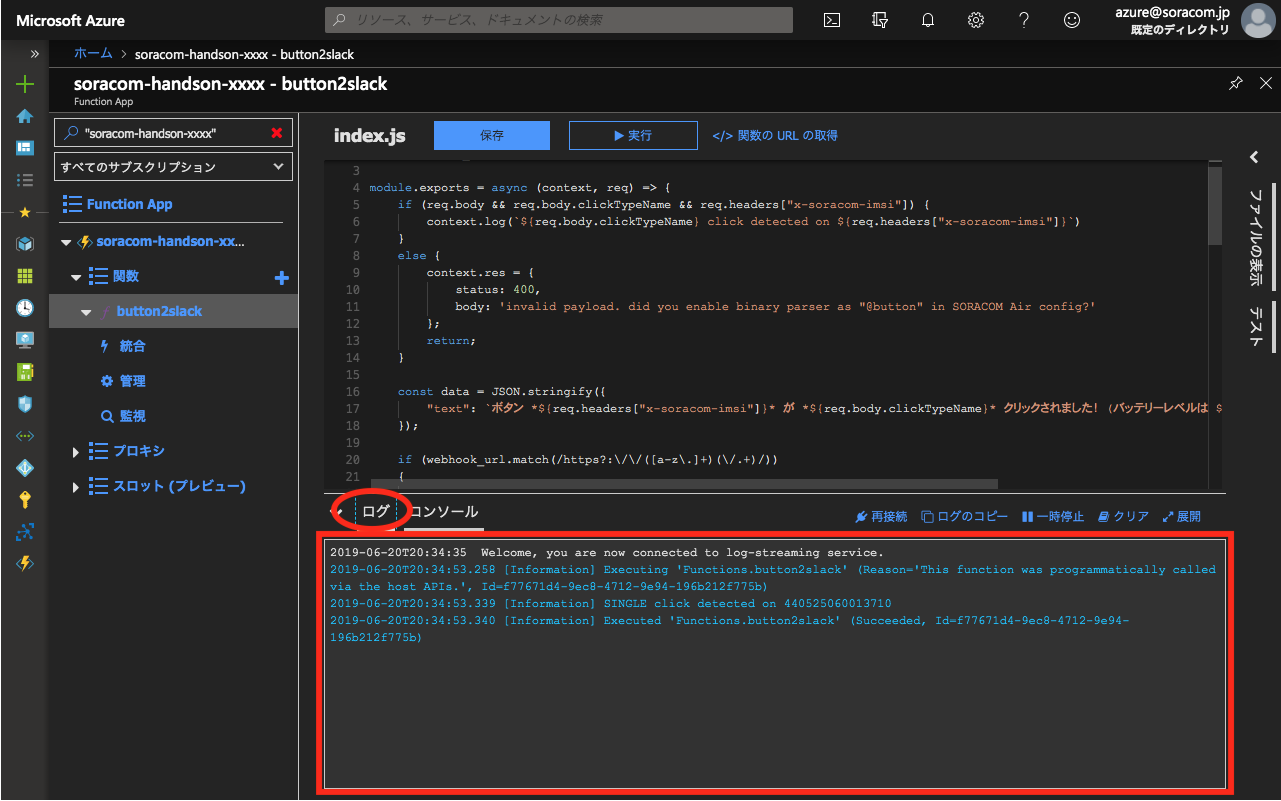 Microsoft Azure
リソース、サービス、ドキュメントの検索
azure@soracom.jp
既定のディレクトリ
ホーム > soracom-handson-xxxx - button2slack
soracom-handson-xxxx - button2slack
Function App
"soracom-handson-xxxx"
すべてのサブスクリプション
Function App
soracom-handson-xx...
関数
button2slack
統合
管理
監視
プロキシ
スロット (プレビュー)
index.js
保存
実行
</> 関数の URL の取得
3
4 module.exports = async (context, req) => {
5 if (req.body && req.body.clickTypeName && req.headers["x-soracom-imsi"]) {
6 context.log(`${req.body.clickTypeName} click detected on ${req.headers["x-soracom-imsi"]}`)
7 }
8 else {
9 context.res = {
10 status: 400,
11 body: 'invalid payload. did you enable binary parser as "@button" in SORACOM Air config?'
12 };
13 return;
14 }
15
16 const data = JSON.stringify({
17 "text": `ボタン *${req.headers["x-soracom-imsi"]}* が *${req.body.clickTypeName}* クリックされました! (バッテリーレベルは $
18 });
19
20 if (webhook_url.match(/https?:\/\/([a-z\.]+)(\/.+)/))
21 {
ファイルの表示
テスト
ログ
コンソール
再接続
ログのコピー
一時停止
クリア
展開
2019-06-20T20:34:35 Welcome, you are now connected to log-streaming service.
2019-06-20T20:34:53.258 [Information] Executing 'Functions.button2slack' (Reason='This function was programmatically called
via the host APIs.', Id=f77671d4-9ec8-4712-9e94-196b212f775b)
2019-06-20T20:34:53.339 [Information] SINGLE click detected on 440525060013710
2019-06-20T20:34:53.340 [Information] Executed 'Functions.button2slack' (Succeeded, Id=f77671d4-9ec8-4712-9e94-
196b212f775b)